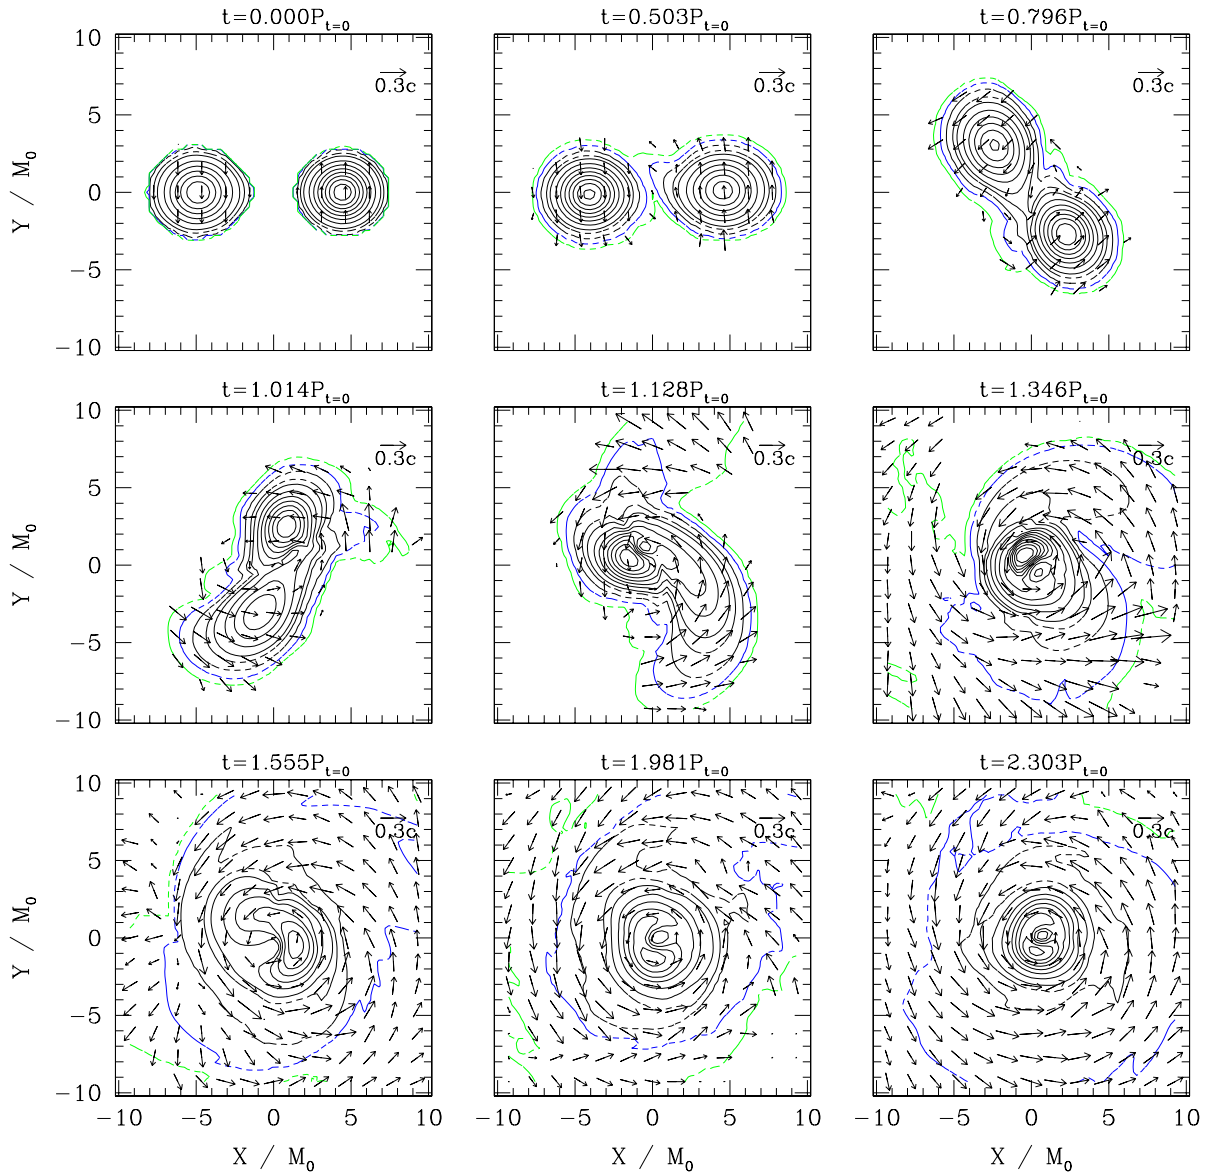 t=0.000P_{t=0} t=0.503P_{t=0} t=0.796P_{t=0}
10
5
0
−5
−10
Y / M_0
0.3c 0.3c 0.3c
t=1.014P_{t=0} t=1.128P_{t=0} t=1.346P_{t=0}
10
5
0
−5
−10
Y / M_0
0.3c 0.3c 0.3c
t=1.555P_{t=0} t=1.981P_{t=0} t=2.303P_{t=0}
10
5
0
−5
−10
Y / M_0
0.3c 0.3c 0.3c
−10 −5 0 5 10 −10 −5 0 5 10 −10 −5 0 5 10
X / M_0 X / M_0 X / M_0